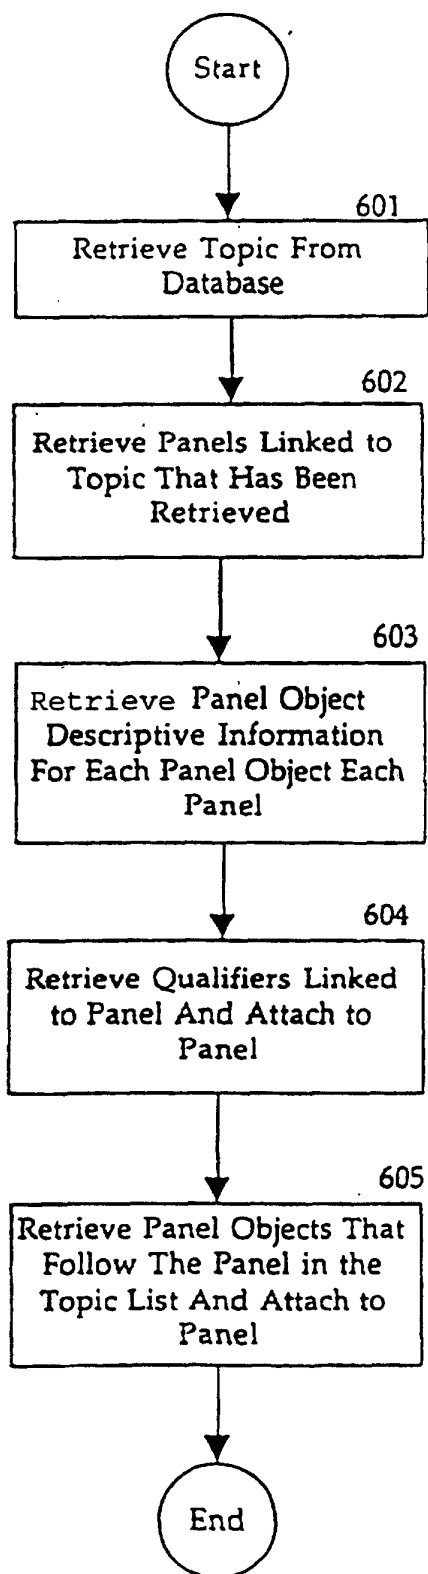 Start
601
Retrieve Topic From
Database
602
Retrieve Panels Linked to
Topic That Has Been
Retrieved
603
Retrieve Panel Object
Descriptive Information
For Each Panel Object Each
Panel
604
Retrieve Qualifiers Linked
to Panel And Attach to
Panel
605
Retrieve Panel Objects That
Follow The Panel in the
Topic List And Attach to
Panel
End